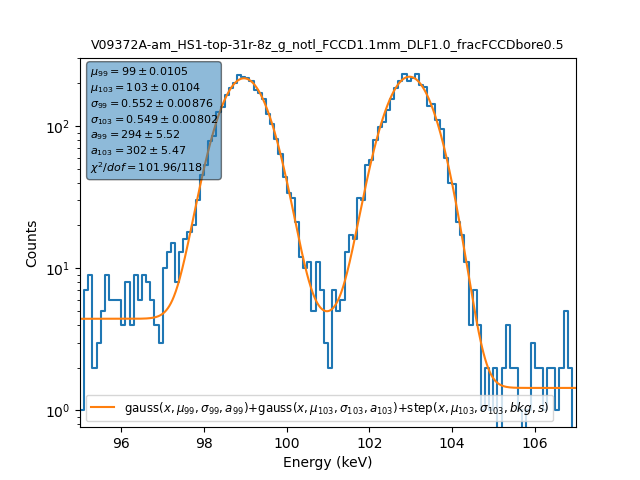 V09372A-am_HS1-top-31r-8z_g_notl_FCCD1.1mm_DLF1.0_fracFCCDbore0.5
μ99 = 99 ± 0.0105
μ103 = 103 ± 0.0104
σ99 = 0.552 ± 0.00876
σ103 = 0.549 ± 0.00802
a99 = 294 ± 5.52
a103 = 302 ± 5.47
χ²/dof = 101.96/118
10²
10¹
10⁰
Counts
gauss(x, μ99, σ99, a99)+gauss(x, μ103, σ103, a103)+step(x, μ103, σ103, bkg, s)
96 98 100 102 104 106
Energy (keV)